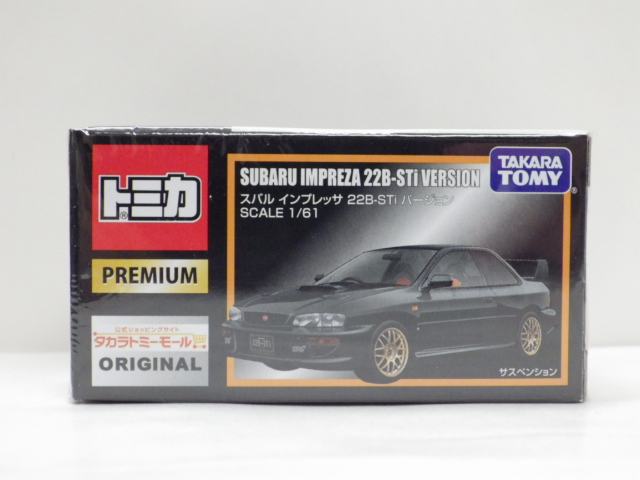 トミカ
®
PREMIUM
公式ショッピングサイト
タカラトミーモール
ORIGINAL
SUBARU IMPREZA 22B-STi VERSION
スバル インプレッサ 22B-STi バージョン
SCALE 1/61
TAKARA
TOMY
®
22B-STi
サスペンション